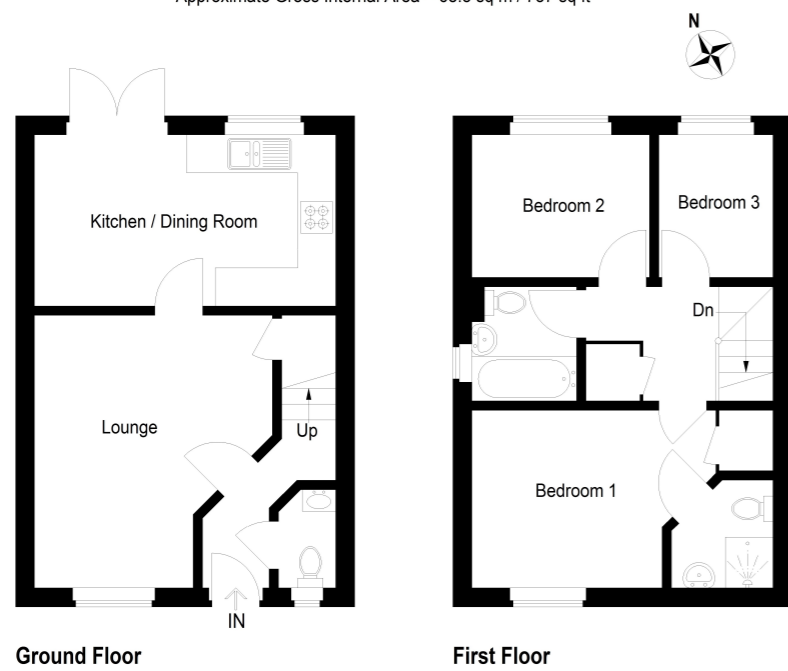 N
Kitchen / Dining Room
Bedroom 2
Bedroom 3
Dn
Lounge
Up
Bedroom 1
IN
Ground Floor
First Floor